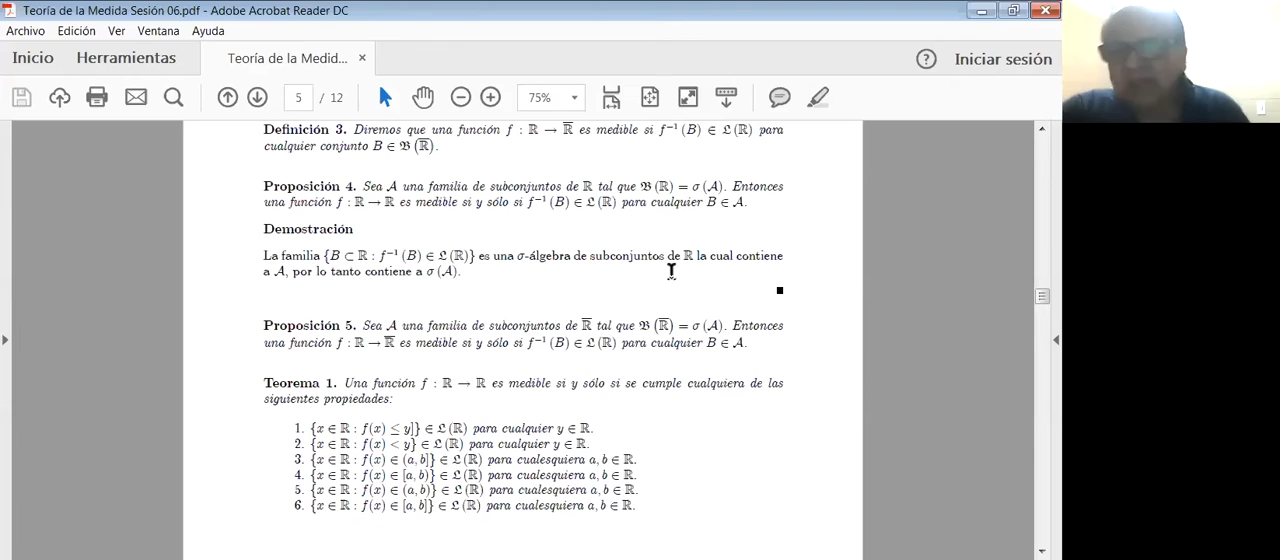 Teoría de la Medida Sesión 06.pdf - Adobe Acrobat Reader DC
Archivo Edición Ver Ventana Ayuda
Inicio Herramientas Teoría de la Medid... × ? Iniciar sesión
5 / 12 75%
Definición 3. Diremos que una función f : ℝ → ℝ̅ es medible si f⁻¹(B) ∈ 𝔏(ℝ) para
cualquier conjunto B ∈ 𝔅(ℝ̅).
Proposición 4. Sea 𝒜 una familia de subconjuntos de ℝ tal que 𝔅(ℝ) = σ(𝒜). Entonces
una función f : ℝ → ℝ es medible si y sólo si f⁻¹(B) ∈ 𝔏(ℝ) para cualquier B ∈ 𝒜.
Demostración
La familia {B ⊂ ℝ : f⁻¹(B) ∈ 𝔏(ℝ)} es una σ-álgebra de subconjuntos de ℝ la cual contiene
a 𝒜, por lo tanto contiene a σ(𝒜).
■
Proposición 5. Sea 𝒜 una familia de subconjuntos de ℝ̅ tal que 𝔅(ℝ̅) = σ(𝒜). Entonces
una función f : ℝ → ℝ̅ es medible si y sólo si f⁻¹(B) ∈ 𝔏(ℝ) para cualquier B ∈ 𝒜.
Teorema 1. Una función f : ℝ → ℝ es medible si y sólo si se cumple cualquiera de las
siguientes propiedades:
1. {x ∈ ℝ : f(x) ≤ y]} ∈ 𝔏(ℝ) para cualquier y ∈ ℝ.
2. {x ∈ ℝ : f(x) < y} ∈ 𝔏(ℝ) para cualquier y ∈ ℝ.
3. {x ∈ ℝ : f(x) ∈ (a, b]} ∈ 𝔏(ℝ) para cualesquiera a, b ∈ ℝ.
4. {x ∈ ℝ : f(x) ∈ [a, b)} ∈ 𝔏(ℝ) para cualesquiera a, b ∈ ℝ.
5. {x ∈ ℝ : f(x) ∈ (a, b)} ∈ 𝔏(ℝ) para cualesquiera a, b ∈ ℝ.
6. {x ∈ ℝ : f(x) ∈ [a, b]} ∈ 𝔏(ℝ) para cualesquiera a, b ∈ ℝ.